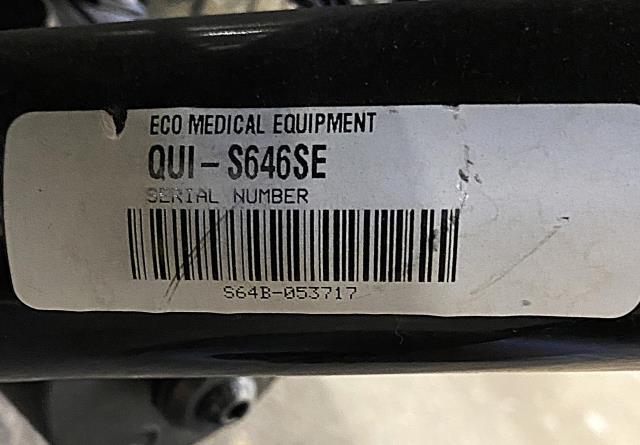 ECO MEDICAL EQUIPMENT
QUI-S646SE
SERIAL NUMBER
S64B-053717